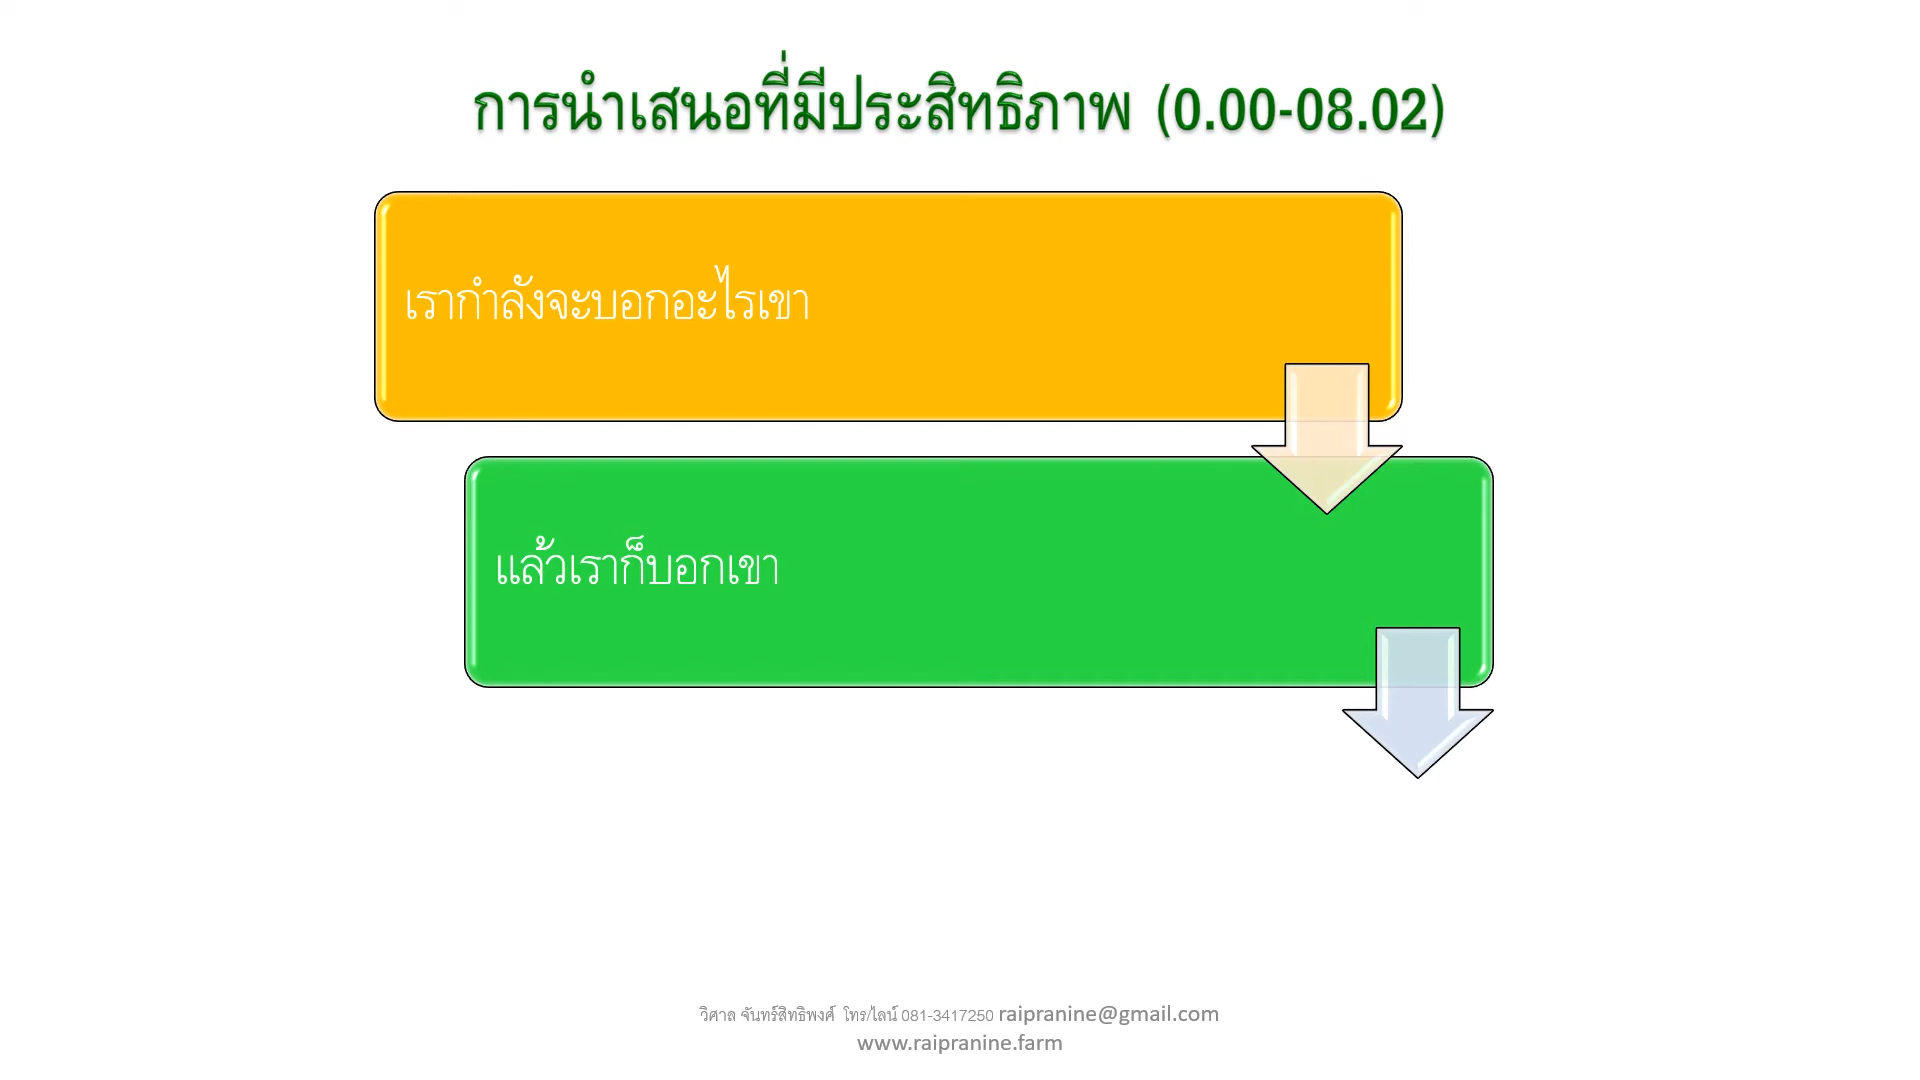 การนำเสนอที่มีประสิทธิภาพ (0.00-08.02)
เรากำลังจะบอกอะไรเขา
แล้วเราก็บอกเขา
วิศาล จันทร์สิทธิพงศ์ โทร/ไลน์ 081-3417250 raipranine@gmail.com
www.raipranine.farm